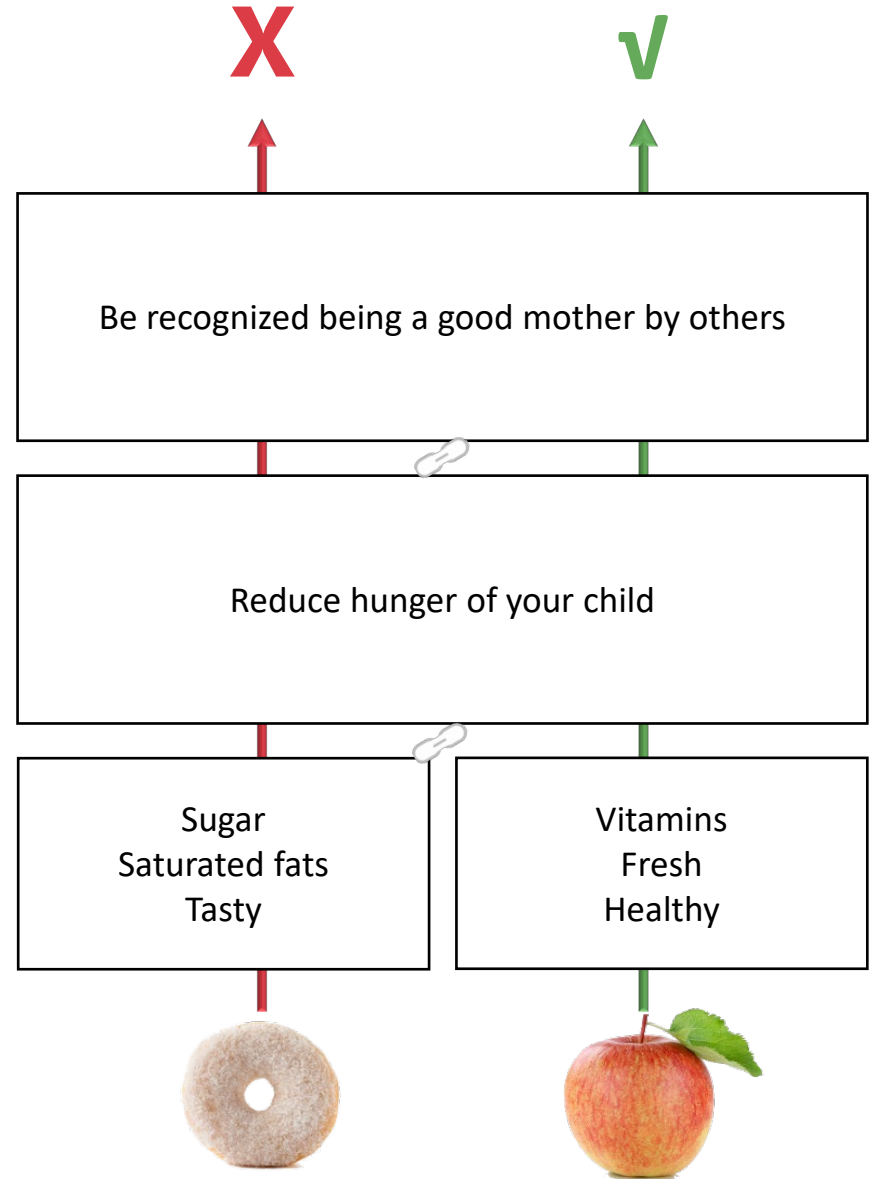 X √
Be recognized being a good mother by others
Reduce hunger of your child
Sugar
Saturated fats
Tasty
Vitamins
Fresh
Healthy